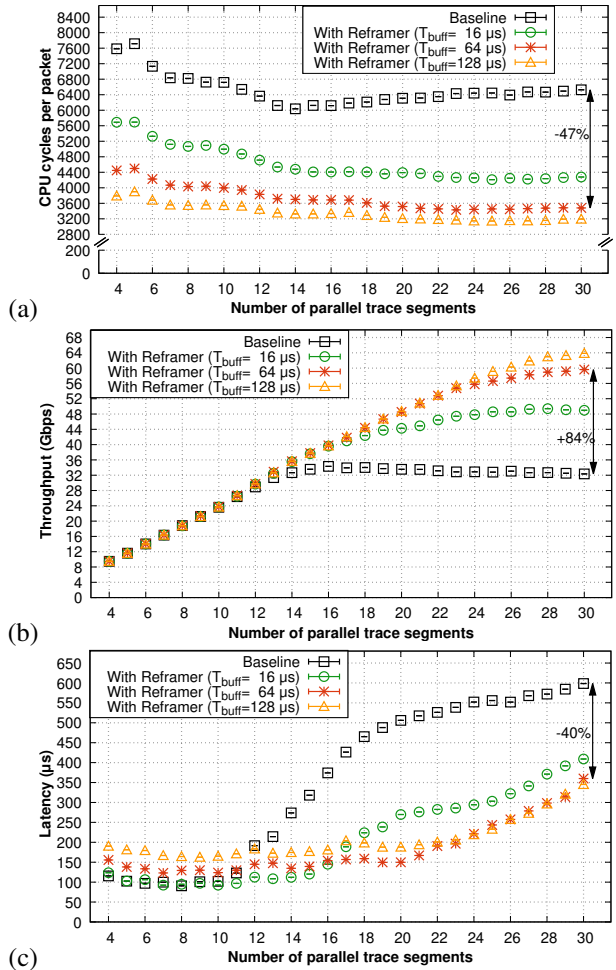 Baseline
With Reframer (Tbuff= 16 µs)
With Reframer (Tbuff= 64 µs)
With Reframer (Tbuff=128 µs)
CPU cycles per packet
8400
8000
7600
7200
6800
6400
6000
5600
5200
4800
4400
4000
3600
3200
2800
200
0
-47%
4 6 8 10 12 14 16 18 20 22 24 26 28 30
(a)
Number of parallel trace segments
Baseline
With Reframer (Tbuff= 16 µs)
With Reframer (Tbuff= 64 µs)
With Reframer (Tbuff=128 µs)
Throughput (Gbps)
68
64
60
56
52
48
44
40
36
32
28
24
20
16
12
8
4
0
+84%
4 6 8 10 12 14 16 18 20 22 24 26 28 30
(b)
Number of parallel trace segments
Baseline
With Reframer (Tbuff= 16 µs)
With Reframer (Tbuff= 64 µs)
With Reframer (Tbuff=128 µs)
Latency (µs)
650
600
550
500
450
400
350
300
250
200
150
100
50
0
-40%
4 6 8 10 12 14 16 18 20 22 24 26 28 30
(c)
Number of parallel trace segments